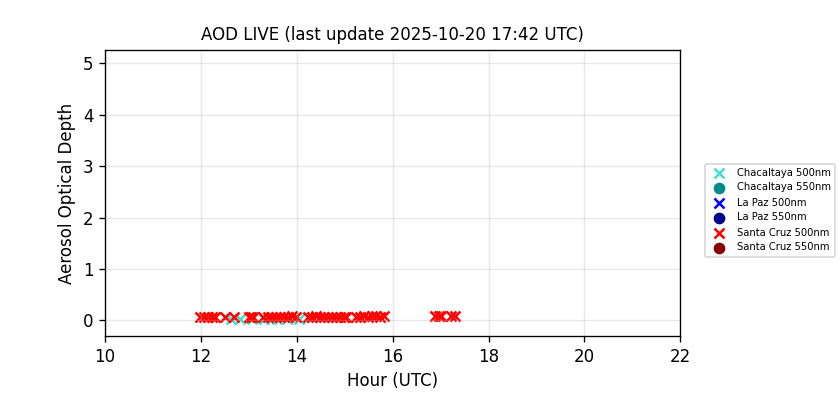 AOD LIVE (last update 2025-10-20 17:42 UTC)
5
4
3
2
1
0
Aerosol Optical Depth
10 12 14 16 18 20 22
Hour (UTC)
Chacaltaya 500nm
Chacaltaya 550nm
La Paz 500nm
La Paz 550nm
Santa Cruz 500nm
Santa Cruz 550nm